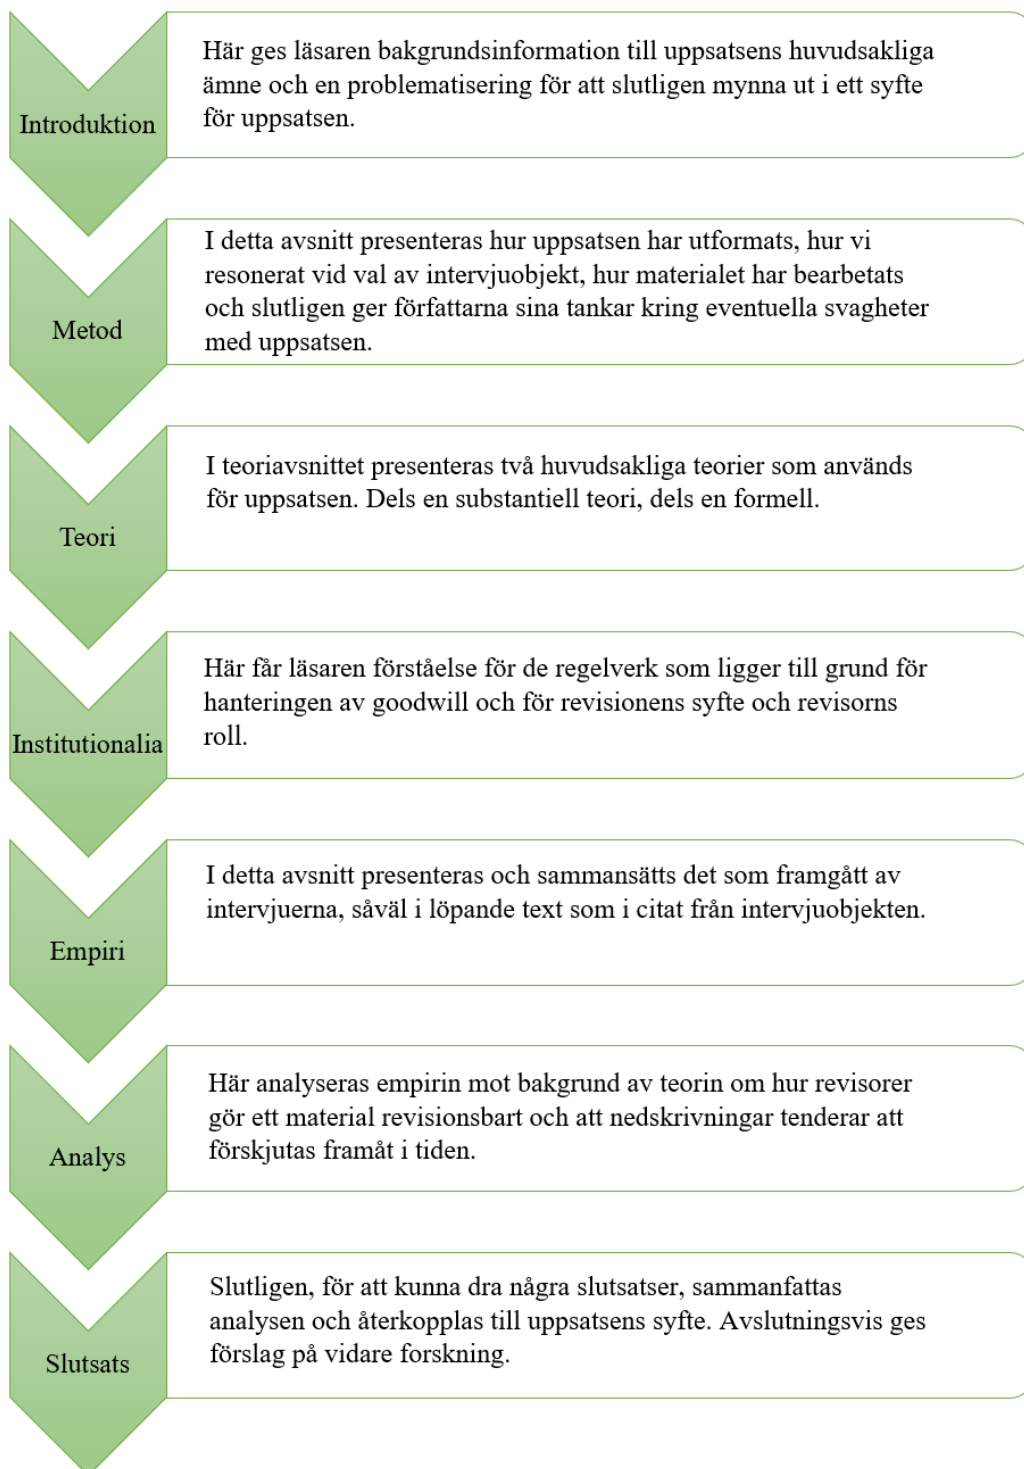 Introduktion
Här ges läsaren bakgrundsinformation till uppsatsens huvudsakliga
ämne och en problematisering för att slutligen mynna ut i ett syfte
för uppsatsen.
Metod
I detta avsnitt presenteras hur uppsatsen har utformats, hur vi
resonerat vid val av intervjuobjekt, hur materialet har bearbetats
och slutligen ger författarna sina tankar kring eventuella svagheter
med uppsatsen.
Teori
I teoriavsnittet presenteras två huvudsakliga teorier som används
för uppsatsen. Dels en substantiell teori, dels en formell.
Institutionalia
Här får läsaren förståelse för de regelverk som ligger till grund för
hanteringen av goodwill och för revisionens syfte och revisorns
roll.
Empiri
I detta avsnitt presenteras och sammansätts det som framgått av
intervjuerna, såväl i löpande text som i citat från intervjuobjekten.
Analys
Här analyseras empirin mot bakgrund av teorin om hur revisorer
gör ett material revisionsbart och att nedskrivningar tenderar att
förskjutas framåt i tiden.
Slutsats
Slutligen, för att kunna dra några slutsatser, sammanfattas
analysen och återkopplas till uppsatsens syfte. Avslutningsvis ges
förslag på vidare forskning.